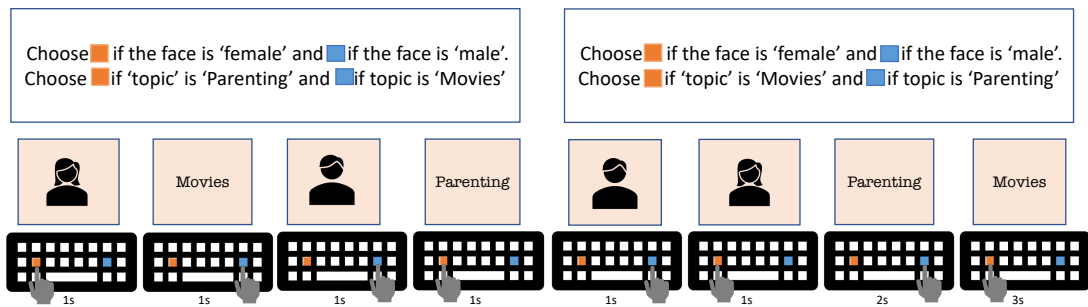 Choose if the face is ‘female’ and if the face is ‘male’.
Choose if ‘topic’ is ‘Parenting’ and if topic is ‘Movies’
Choose if the face is ‘female’ and if the face is ‘male’.
Choose if ‘topic’ is ‘Movies’ and if topic is ‘Parenting’
Movies
Parenting
Parenting
Movies
1s
1s
1s
1s
1s
1s
2s
3s